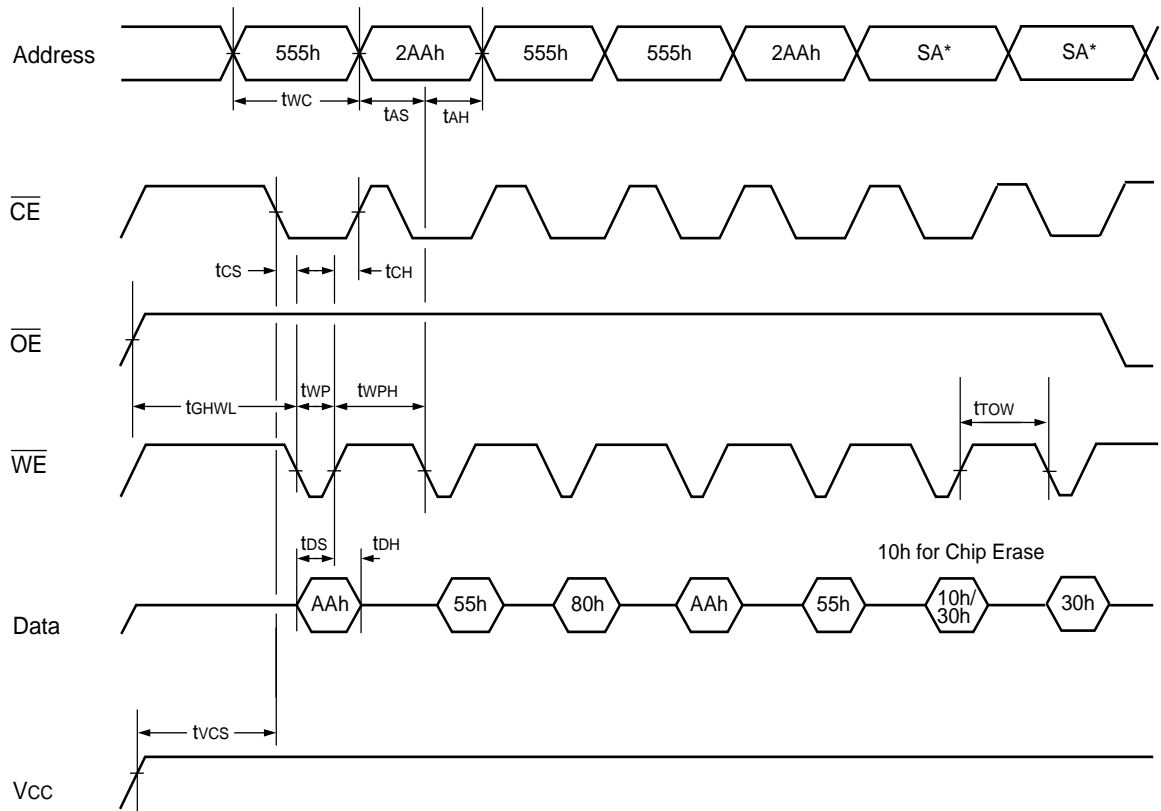 Address
555h 2AAh 555h 555h 2AAh SA* SA*
tWC tAS tAH
CE
tCS tCH
OE
tGHWL tWP tWPH tTOW
WE
tDS tDH
10h for Chip Erase
Data
AAh 55h 80h AAh 55h 10h/ 30h
30h
tVCS
VCC